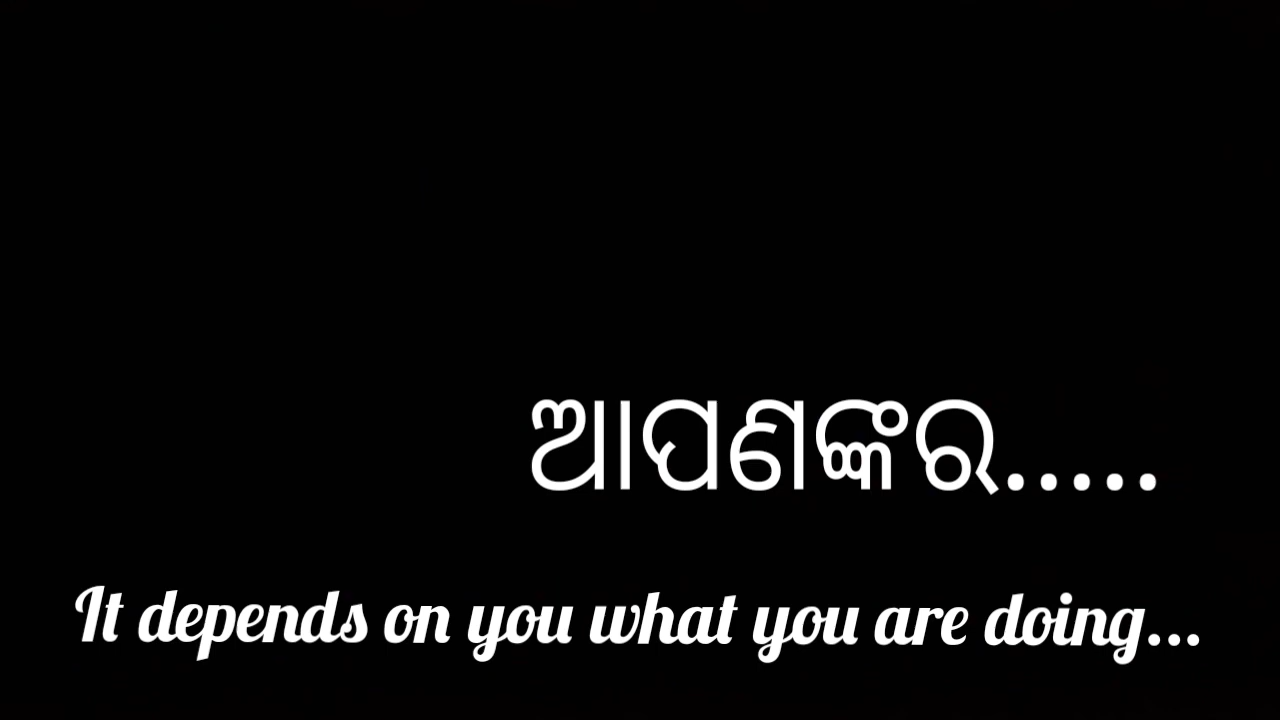 ଆପଣଙ୍କର.....
It depends on you what you are doing...